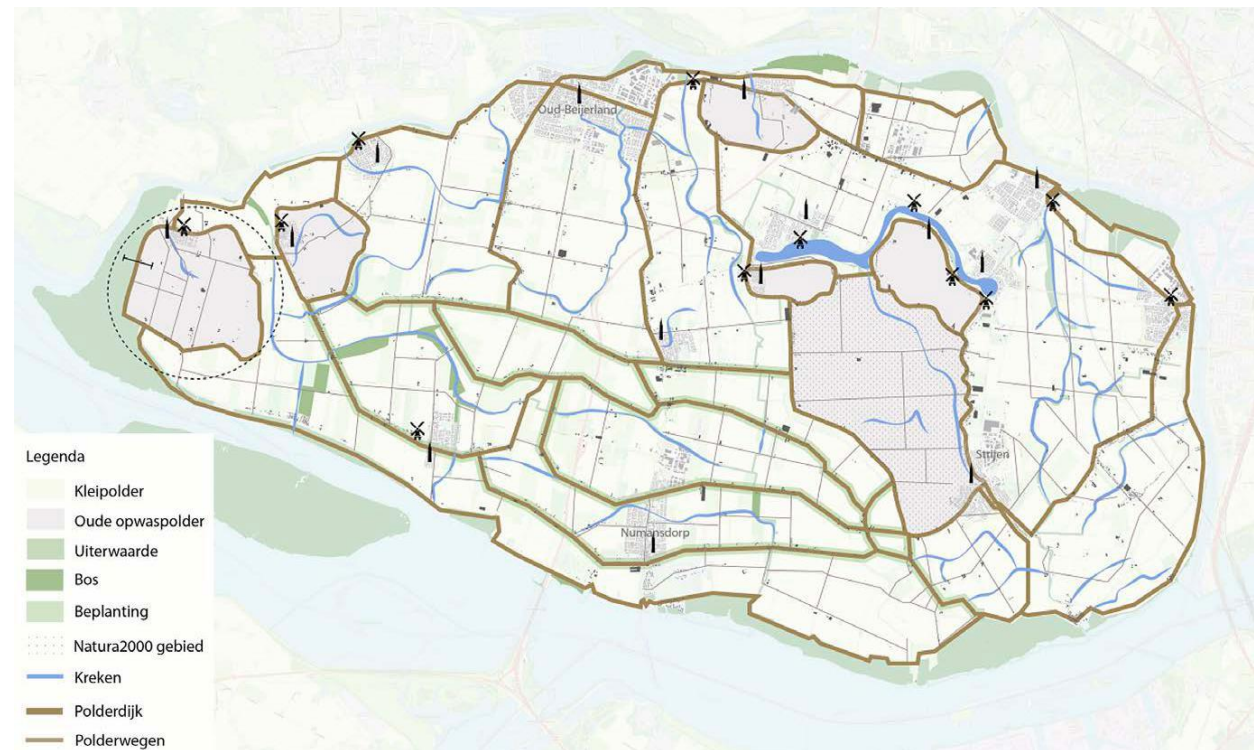 Oud-Beijerland
Strijen
Numansdorp
Legenda
Kleipolder
Oude opwaspolder
Uiterwaarde
Bos
Beplanting
Natura2000 gebied
Kreken
Polderdijk
Polderwegen